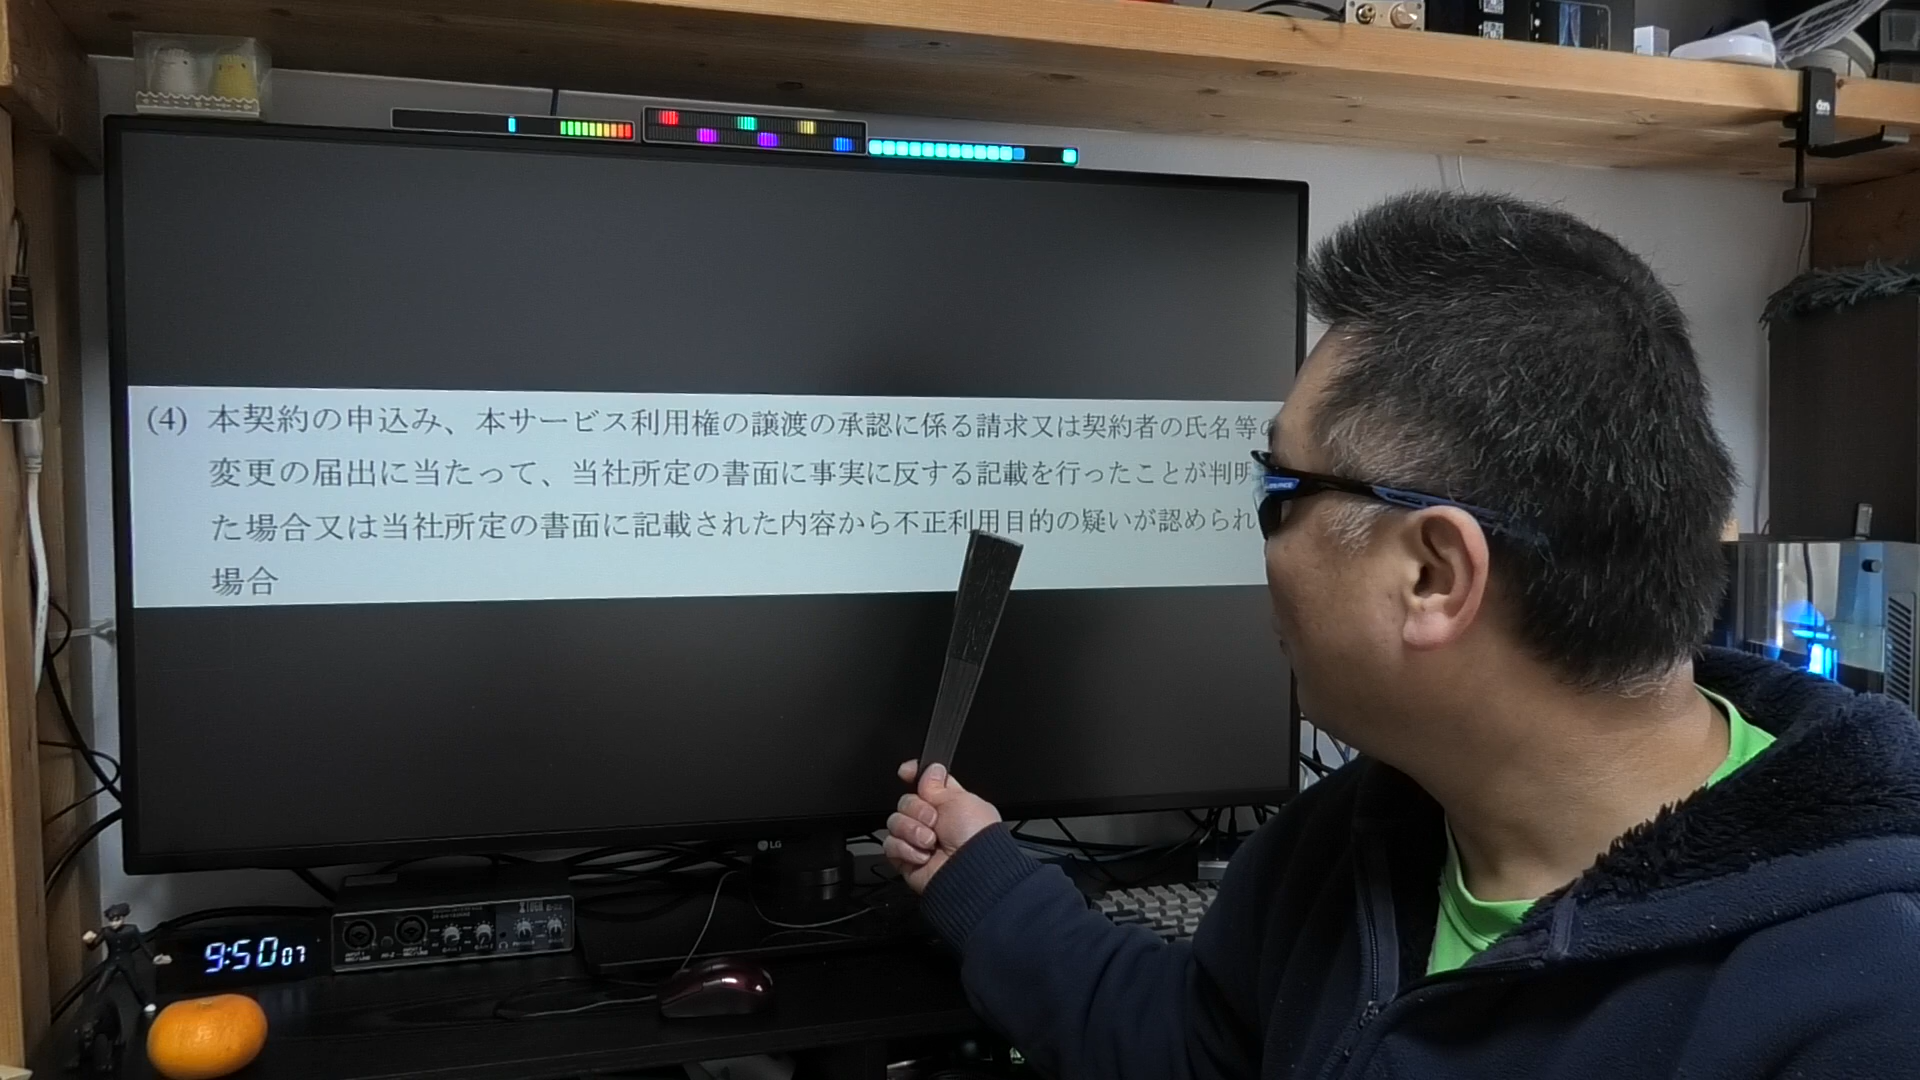 (4) 本契約の申込み、本サービス利用権の譲渡の承認に係る請求又は契約者の氏名等の
変更の届出に当たって、当社所定の書面に事実に反する記載を行ったことが判明
た場合又は当社所定の書面に記載された内容から不正利用目的の疑いが認められ
場合
LG
9:50 07